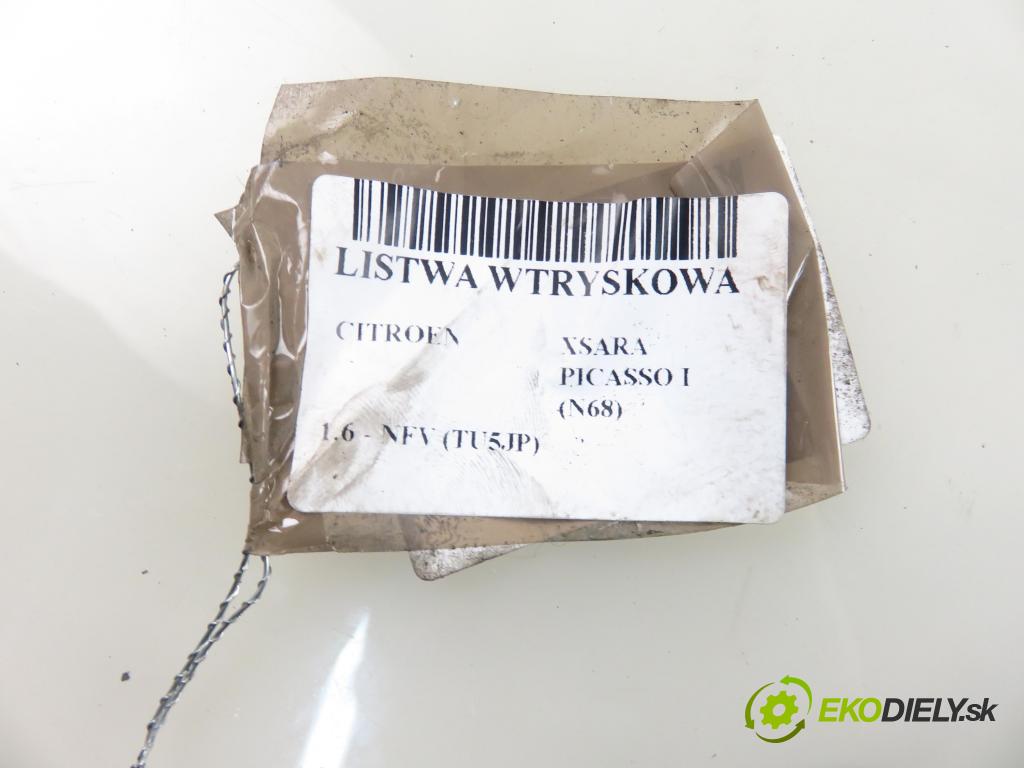 LISTWA WTRYSKOWA
CITROEN
XSARA
PICASSO I
(N68)
1.6 - NFV (TU5JP)
EKODIELY.sk